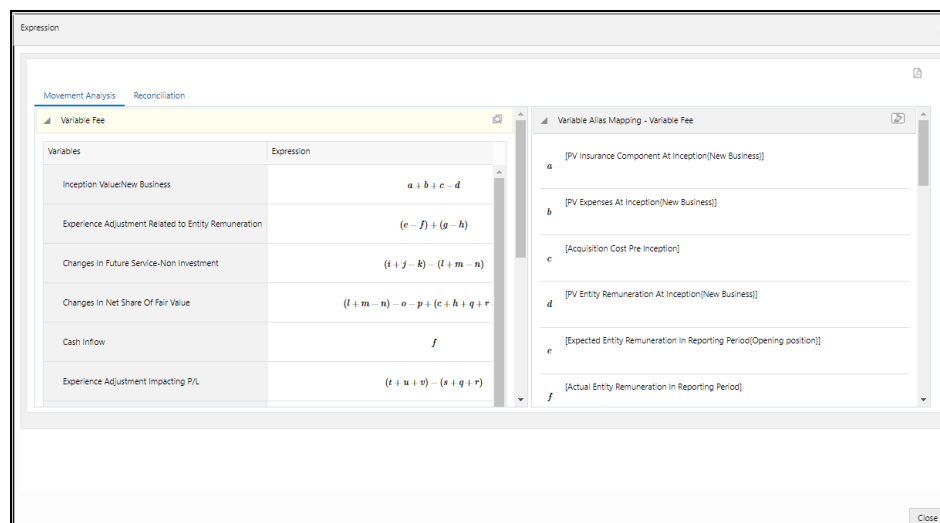 Expression
Movement Analysis Reconciliation
Variable Fee
Variables Expression
Inception Value:New Business a + b + c − d
Experience Adjustment Related to Entity Remuneration (e − f) + (g − h)
Changes In Future Service-Non Investment (i + j − k) − (l + m − n)
Changes In Net Share Of Fair Value (l + m − n) − o − p + (c + h + q + r
Cash Inflow f
Experience Adjustment Impacting P/L (t + u + v) − (s + q + r)
Variable Alias Mapping - Variable Fee
a [PV Insurance Component At Inception(New Business)]
b [PV Expenses At Inception(New Business)]
c [Acquisition Cost Pre Inception]
d [PV Entity Remuneration At Inception(New Business)]
e [Expected Entity Remuneration In Reporting Period(Opening position)]
f [Actual Entity Remuneration In Reporting Period]
Close